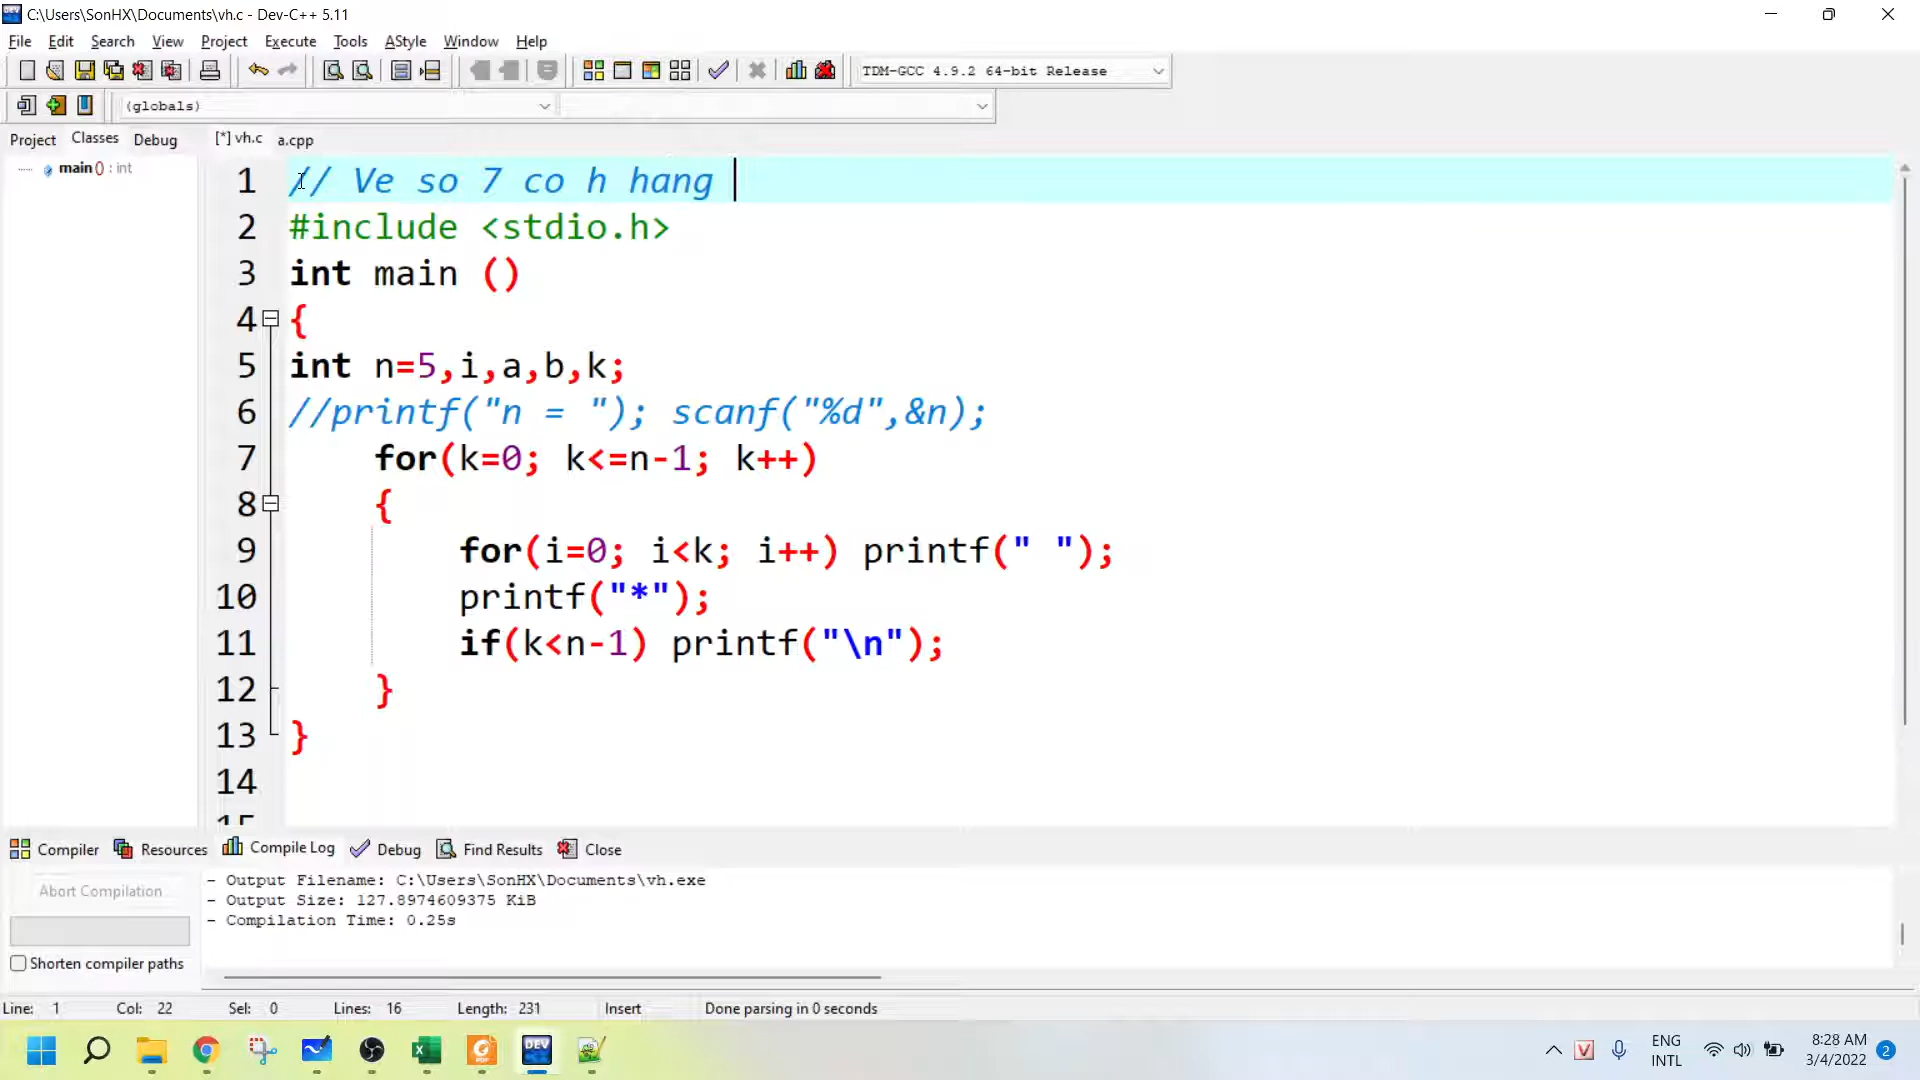 C:\Users\SonHX\Documents\vh.c - Dev-C++ 5.11
File Edit Search View Project Execute Tools AStyle Window Help
TDM-GCC 4.9.2 64-bit Release
(globals)
Project Classes Debug [*] vh.c a.cpp
main () : int
1 // Ve so 7 co h hang
2 #include <stdio.h>
3 int main ()
4 {
5 int n=5,i,a,b,k;
6 //printf("n = "); scanf("%d",&n);
7 for(k=0; k<=n-1; k++)
8 {
9 for(i=0; i<k; i++) printf(" ");
10 printf("*");
11 if(k<n-1) printf("\n");
12 }
13 }
14
15
Compiler Resources Compile Log Debug Find Results Close
Abort Compilation
Shorten compiler paths
- Output Filename: C:\Users\SonHX\Documents\vh.exe
- Output Size: 127.8974609375 KiB
- Compilation Time: 0.25s
Line: 1 Col: 22 Sel: 0 Lines: 16 Length: 231 Insert Done parsing in 0 seconds
DEV
V
ENG
INTL
8:28 AM
3/4/2022
2